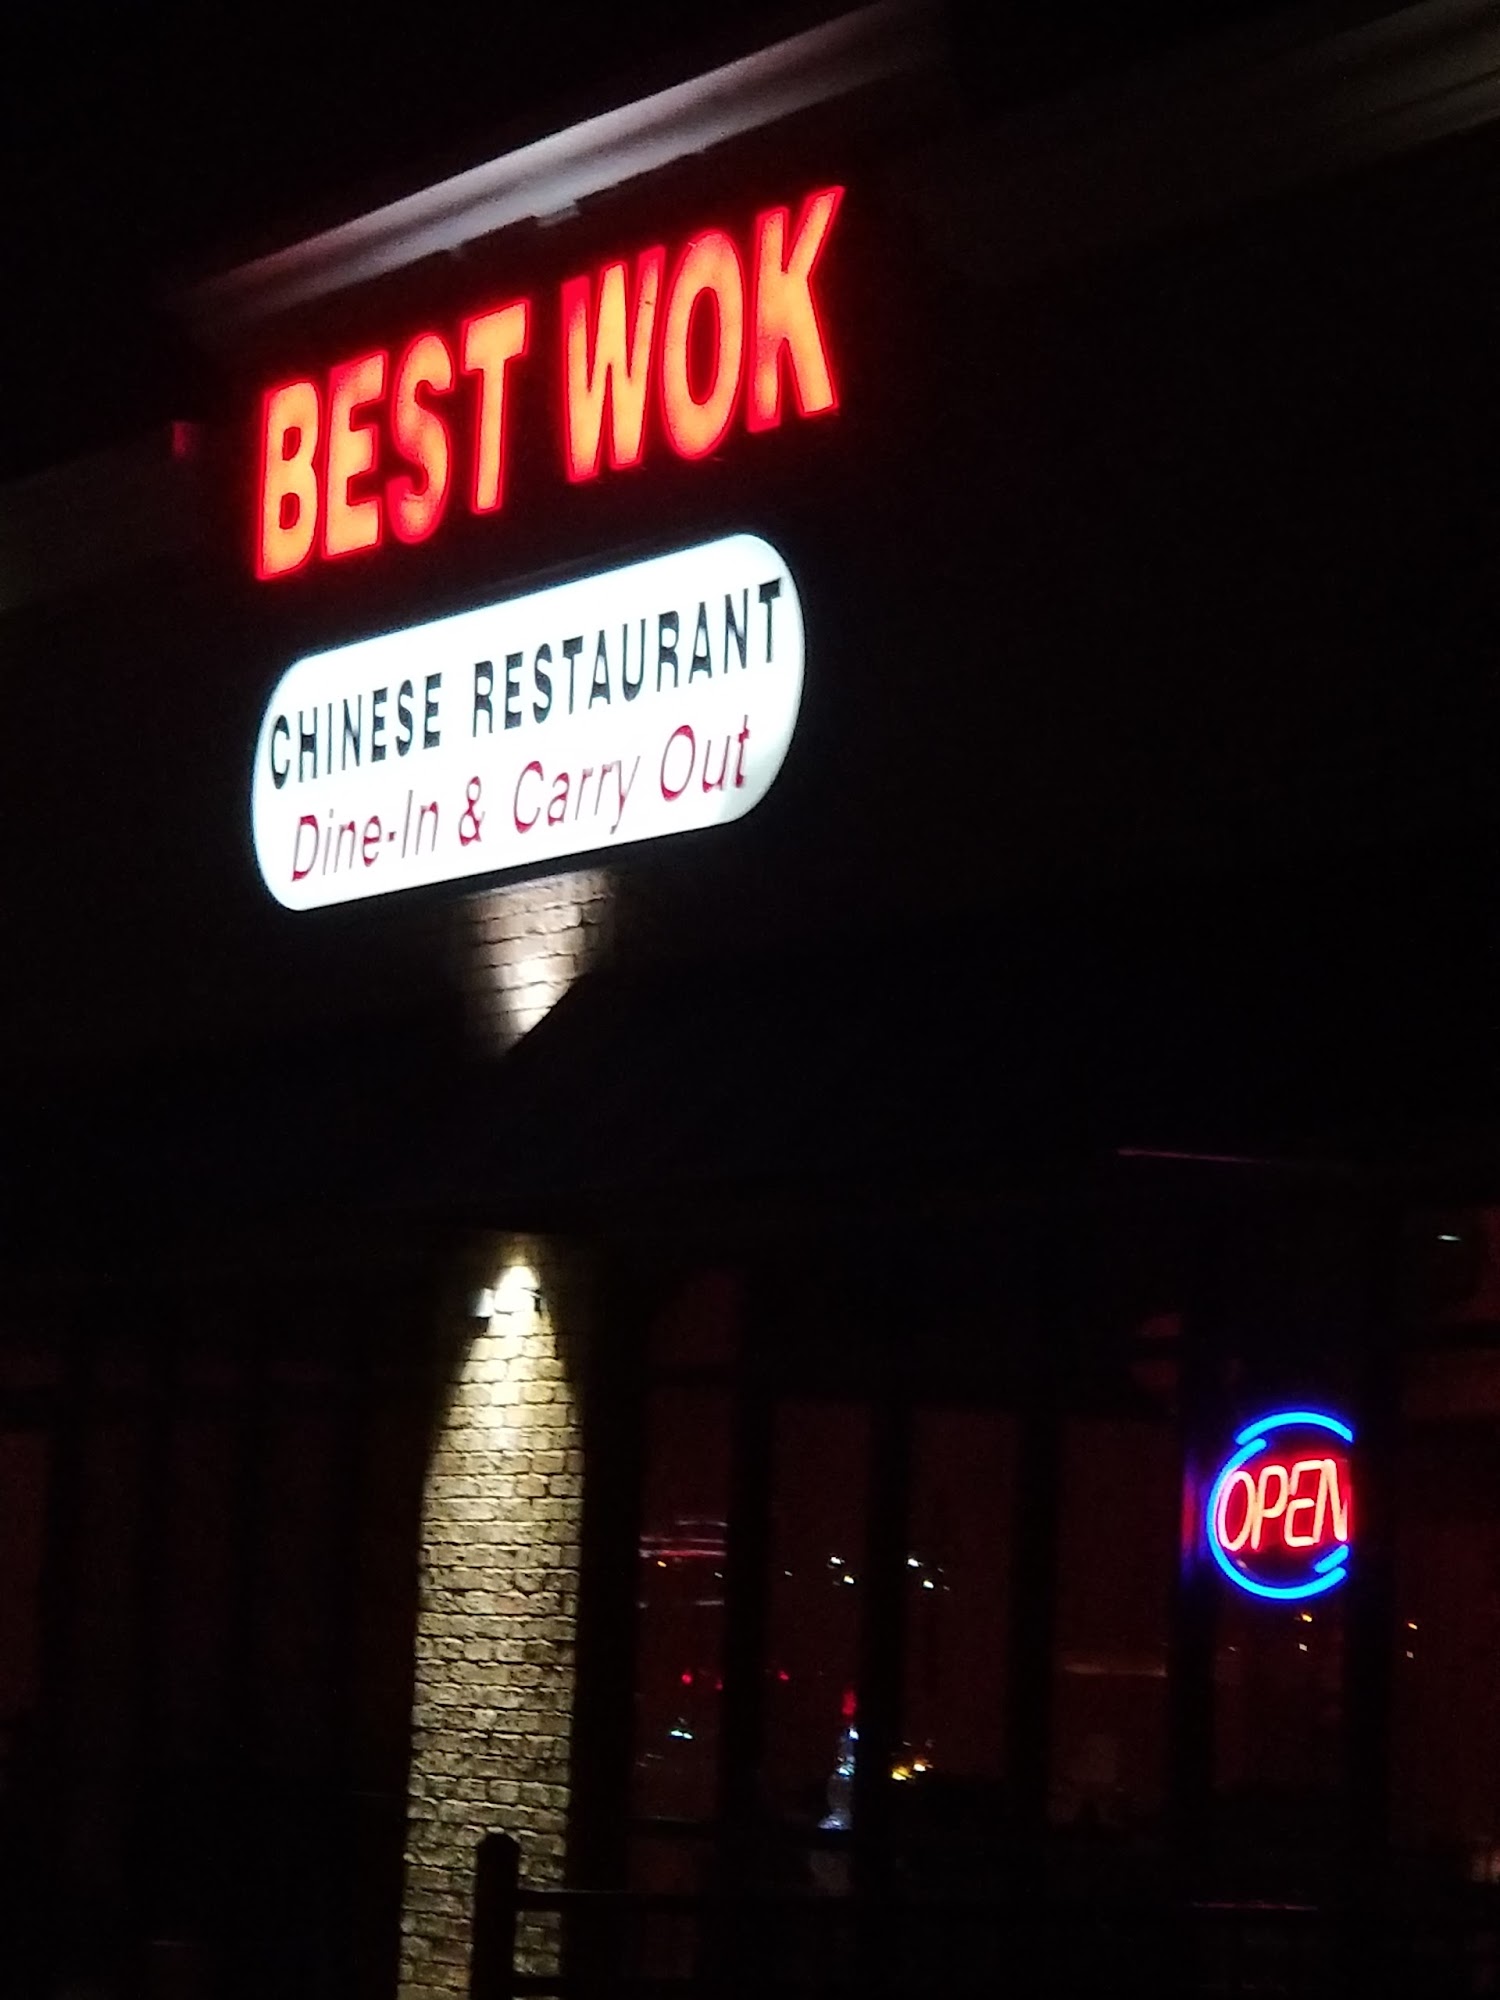 BEST WOK
CHINESE RESTAURANT
Dine-In & Carry Out
OPEN